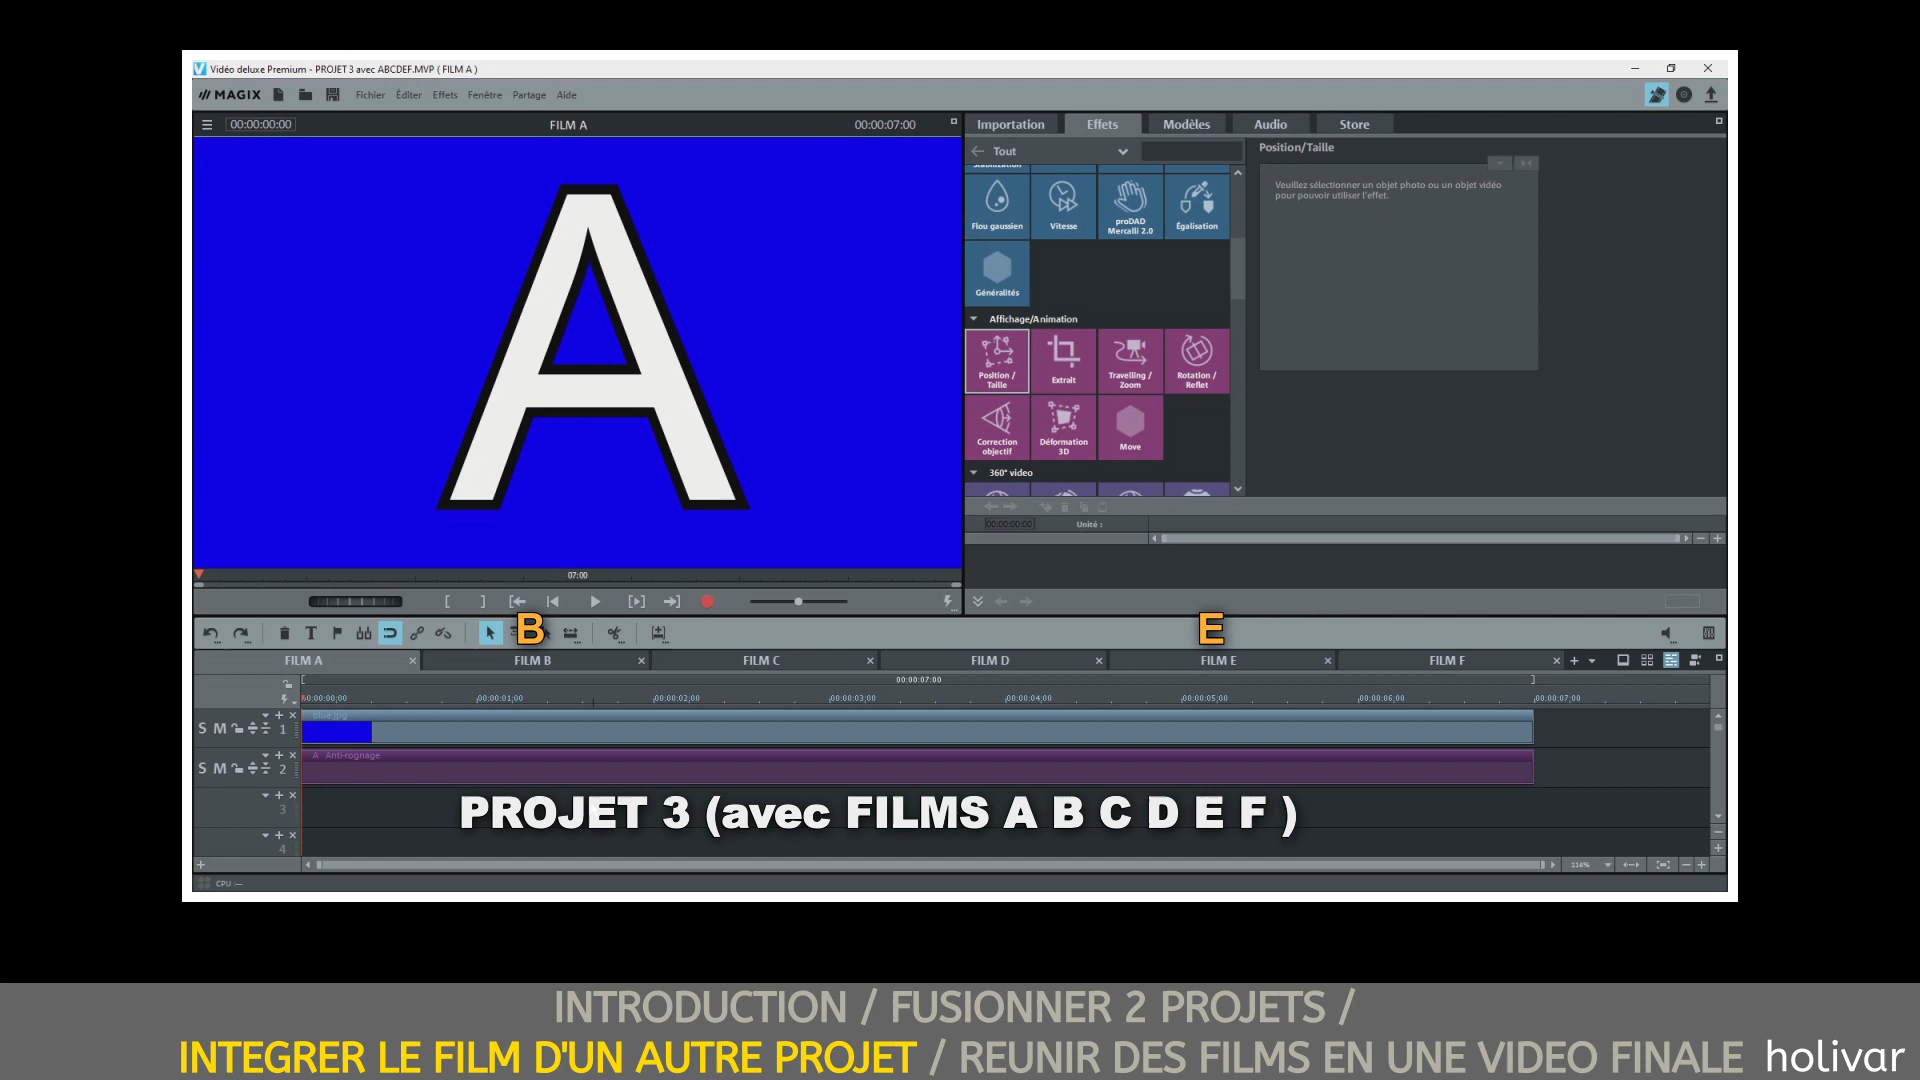 Vidéo deluxe Premium - PROJET 3 avec ABCDEF.MVP ( FILM A )
MAGIX Fichier Éditer Effets Fenêtre Partage Aide
00:00:00:00 FILM A 00:00:07:00
A
07:00
Importation Effets Modèles Audio Store
Tout
Position/Taille
Veuillez sélectionner un objet photo ou un objet vidéo
pour pouvoir utiliser l'effet.
Stabilisation
Flou gaussien Vitesse proDAD Mercalli 2.0 Égalisation
Généralités
Affichage/Animation
Position / Taille Extrait Travelling / Zoom Rotation / Reflet
Correction objectif Déformation 3D Move
360° video
00:00:00:00 Unité :
B E
FILM A FILM B FILM C FILM D FILM E FILM F
00:00:07:00
00:00:00;00 00:00:01;00 00:00:02;00 00:00:03;00 00:00:04;00 00:00:05;00 00:00:06;00 00:00:07;00
blue.jpg
S M 1
A Anti-rognage
S M 2
3
4
PROJET 3 (avec FILMS A B C D E F )
114%
CPU :—
INTRODUCTION / FUSIONNER 2 PROJETS /
INTEGRER LE FILM D'UN AUTRE PROJET / REUNIR DES FILMS EN UNE VIDEO FINALE
holivar